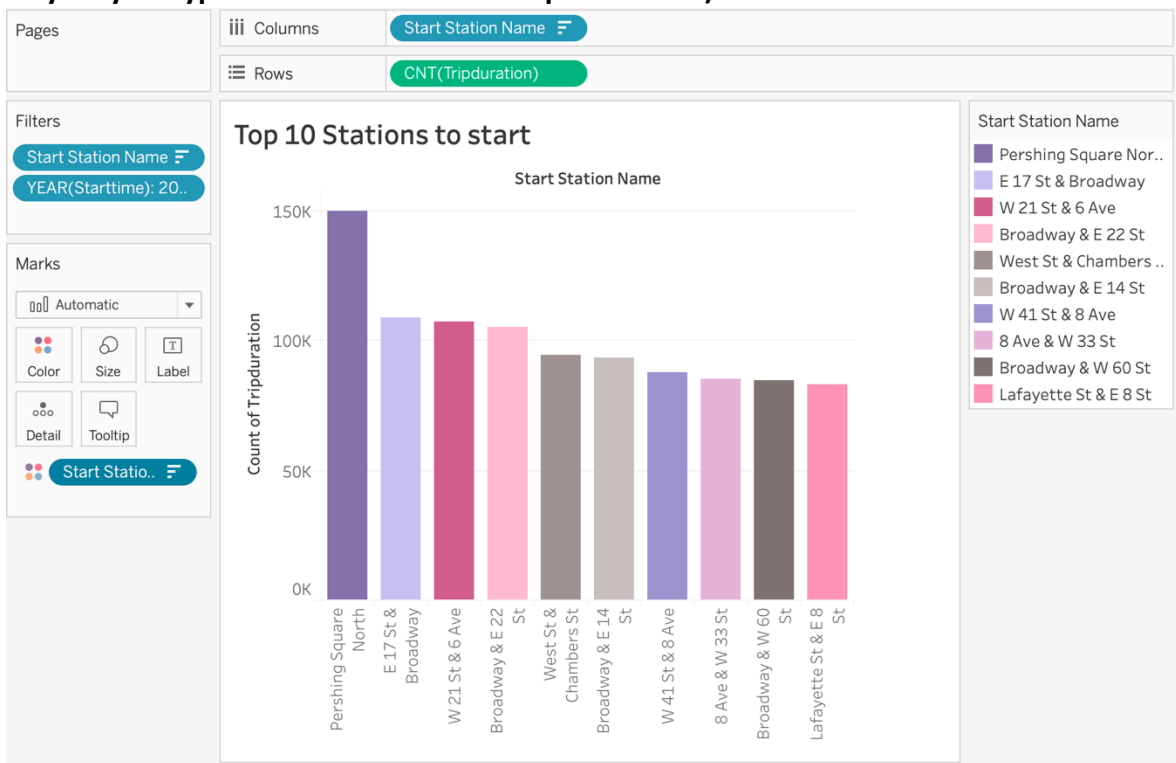 Pages
Columns
Start Station Name
Rows
CNT(Tripduration)
Filters
Start Station Name
YEAR(Starttime): 20..
Marks
Automatic
Color
Size
Label
Detail
Tooltip
Start Statio..
Top 10 Stations to start
Start Station Name
Count of Tripduration
150K
100K
50K
0K
Pershing Square
North
E 17 St &
Broadway
W 21 St & 6 Ave
Broadway & E 22
St
West St &
Chambers St
Broadway & E 14
St
W 41 St & 8 Ave
8 Ave & W 33 St
Broadway & W 60
St
Lafayette St & E 8
St
Start Station Name
Pershing Square Nor..
E 17 St & Broadway
W 21 St & 6 Ave
Broadway & E 22 St
West St & Chambers ..
Broadway & E 14 St
W 41 St & 8 Ave
8 Ave & W 33 St
Broadway & W 60 St
Lafayette St & E 8 St